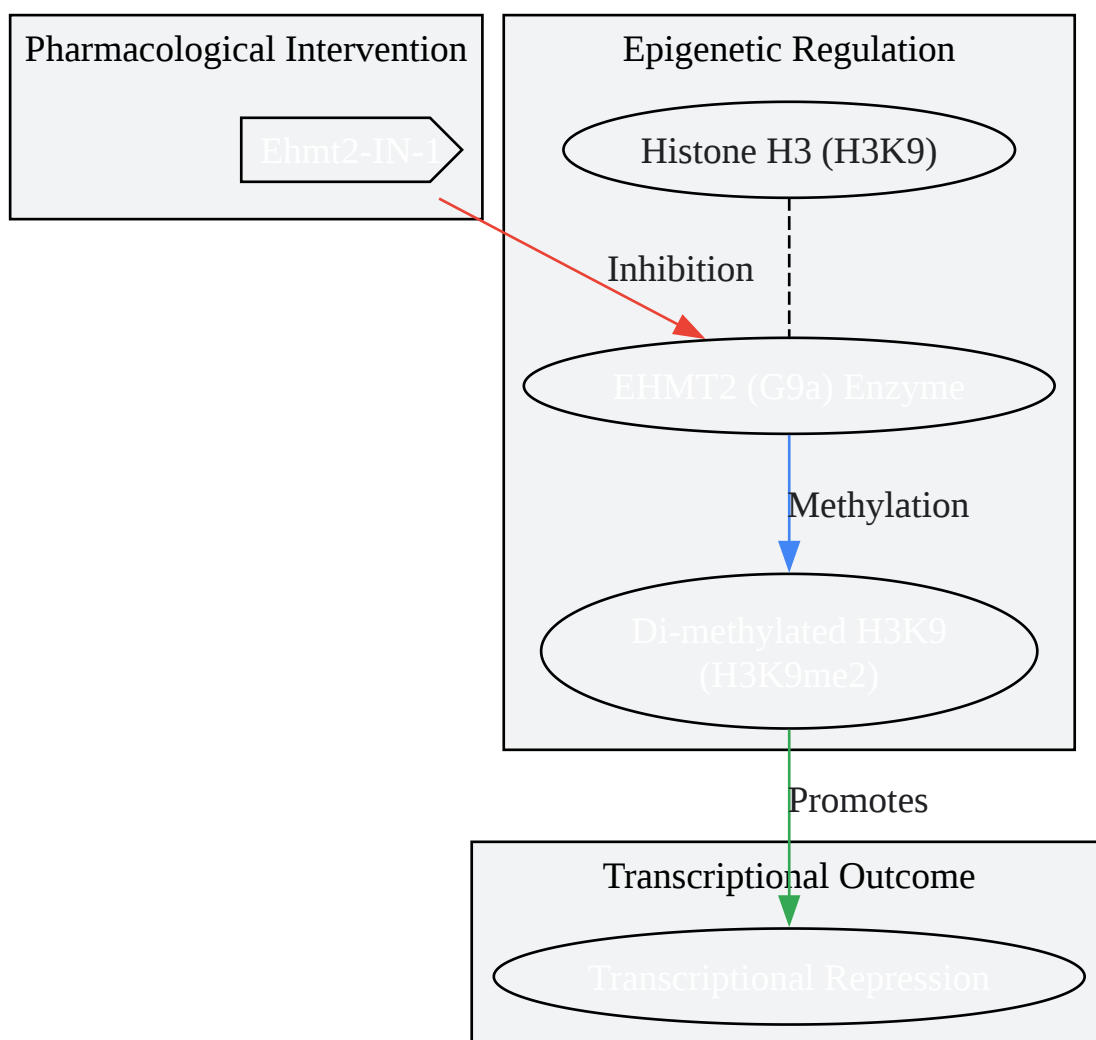 Pharmacological Intervention
Epigenetic Regulation
Ehmt2-IN-1
Histone H3 (H3K9)
Inhibition
EHMT2 (G9a) Enzyme
Methylation
Di-methylated H3K9
(H3K9me2)
Promotes
Transcriptional Outcome
Transcriptional Repression